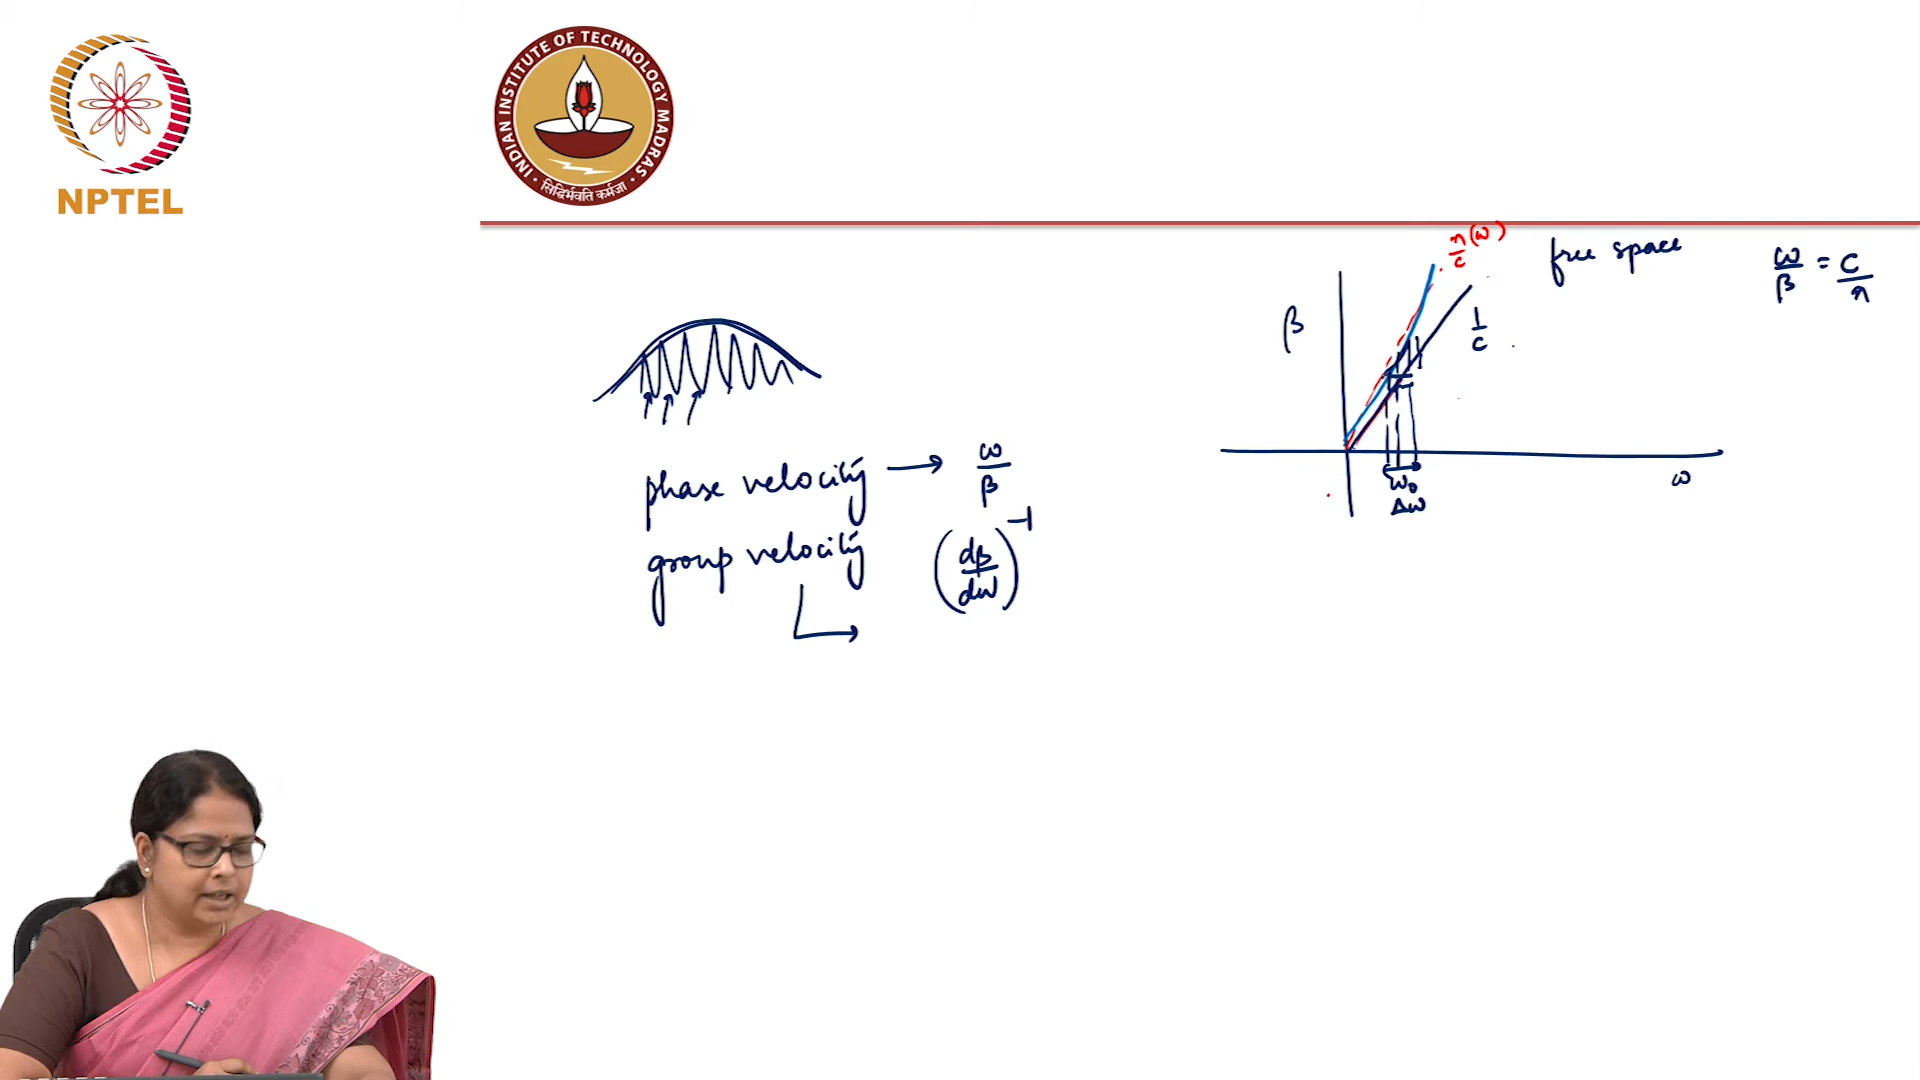 NPTEL
INDIAN INSTITUTE OF TECHNOLOGY MADRAS
सिद्धिर्भवति कर्मजा
n(ω)/c
free space
ω/β = c/n
β
1/c
ω
ω₀
Δω
phase velocity → ω/β
group velocity (dβ/dω)⁻¹